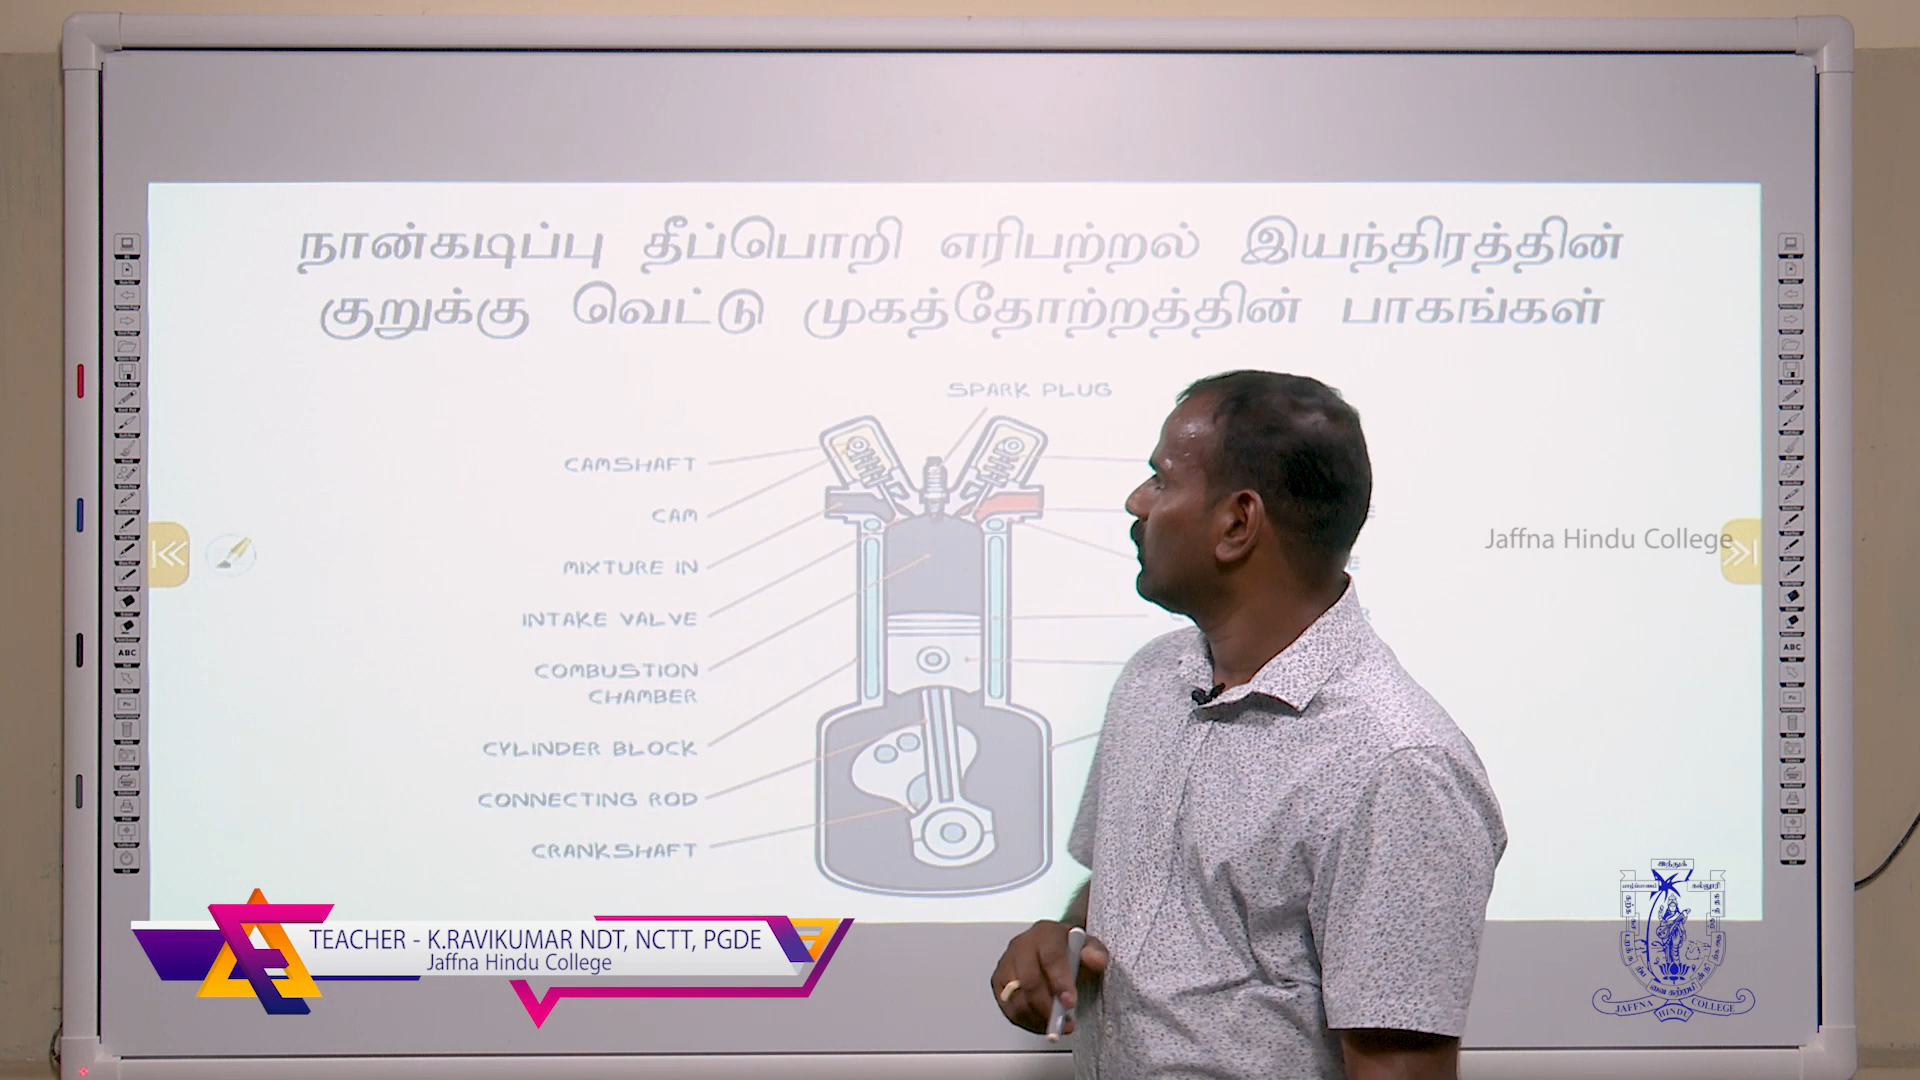 நான்கடிப்பு தீப்பொறி எரிபற்றல் இயந்திரத்தின்
குறுக்கு வெட்டு முகத்தோற்றத்தின் பாகங்கள்
SPARK PLUG
CAMSHAFT
CAM
MIXTURE IN
INTAKE VALVE
COMBUSTION
CHAMBER
CYLINDER BLOCK
CONNECTING ROD
CRANKSHAFT
Jaffna Hindu College
ABC
ABC
TEACHER - K.RAVIKUMAR NDT, NCTT, PGDE
Jaffna Hindu College
JAFFNA HINDU COLLEGE